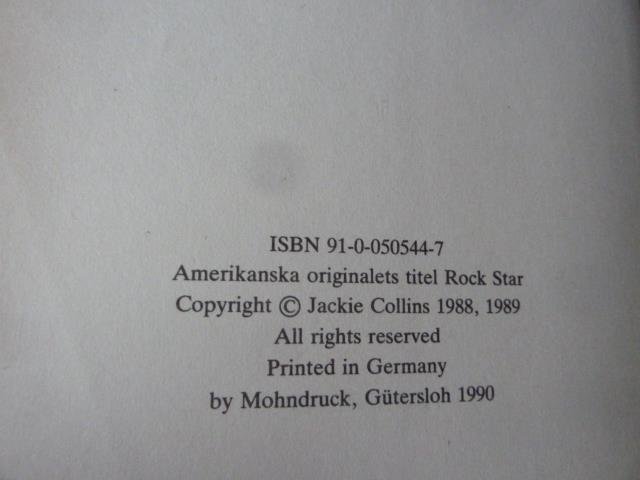 ISBN 91-0-050544-7
Amerikanska originalets titel Rock Star
Copyright © Jackie Collins 1988, 1989
All rights reserved
Printed in Germany
by Mohndruck, Gütersloh 1990